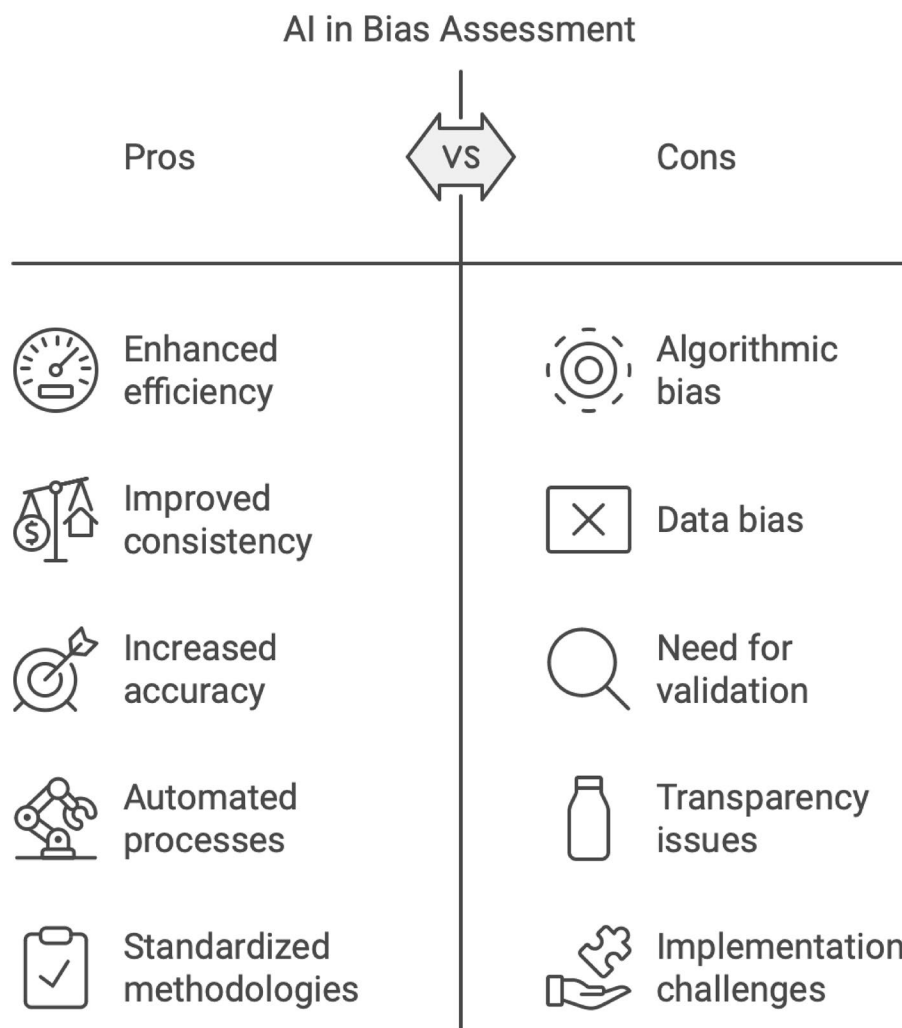 AI in Bias Assessment
Pros
VS
Cons
Enhanced
efficiency
Algorithmic
bias
$
Improved
consistency
Data bias
Increased
accuracy
Need for
validation
Automated
processes
Transparency
issues
Standardized
methodologies
Implementation
challenges